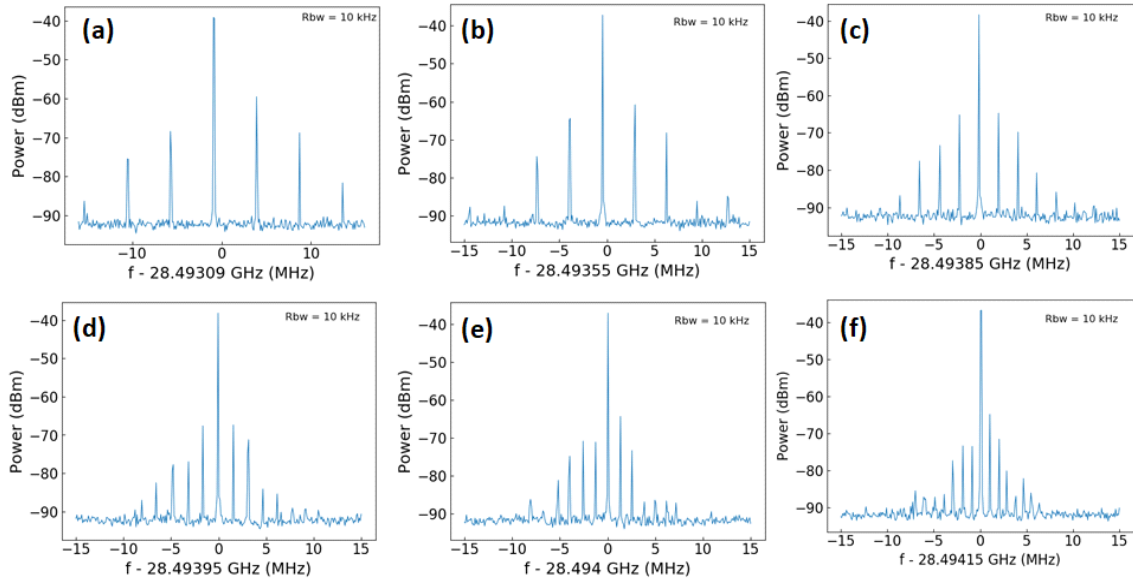 (a)
Rbw = 10 kHz
−40
−50
−60
−70
−80
−90
Power (dBm)
−10 0 10
f - 28.49309 GHz (MHz)
(b)
Rbw = 10 kHz
−40
−50
−60
−70
−80
−90
Power (dBm)
−15 −10 −5 0 5 10 15
f - 28.49355 GHz (MHz)
(c)
Rbw = 10 kHz
−40
−50
−60
−70
−80
−90
Power (dBm)
−15 −10 −5 0 5 10 15
f - 28.49385 GHz (MHz)
(d)
Rbw = 10 kHz
−40
−50
−60
−70
−80
−90
Power (dBm)
−15 −10 −5 0 5 10 15
f - 28.49395 GHz (MHz)
(e)
Rbw = 10 kHz
−40
−50
−60
−70
−80
−90
Power (dBm)
−15 −10 −5 0 5 10 15
f - 28.494 GHz (MHz)
(f)
Rbw = 10 kHz
−40
−50
−60
−70
−80
−90
Power (dBm)
−15 −10 −5 0 5 10 15
f - 28.49415 GHz (MHz)